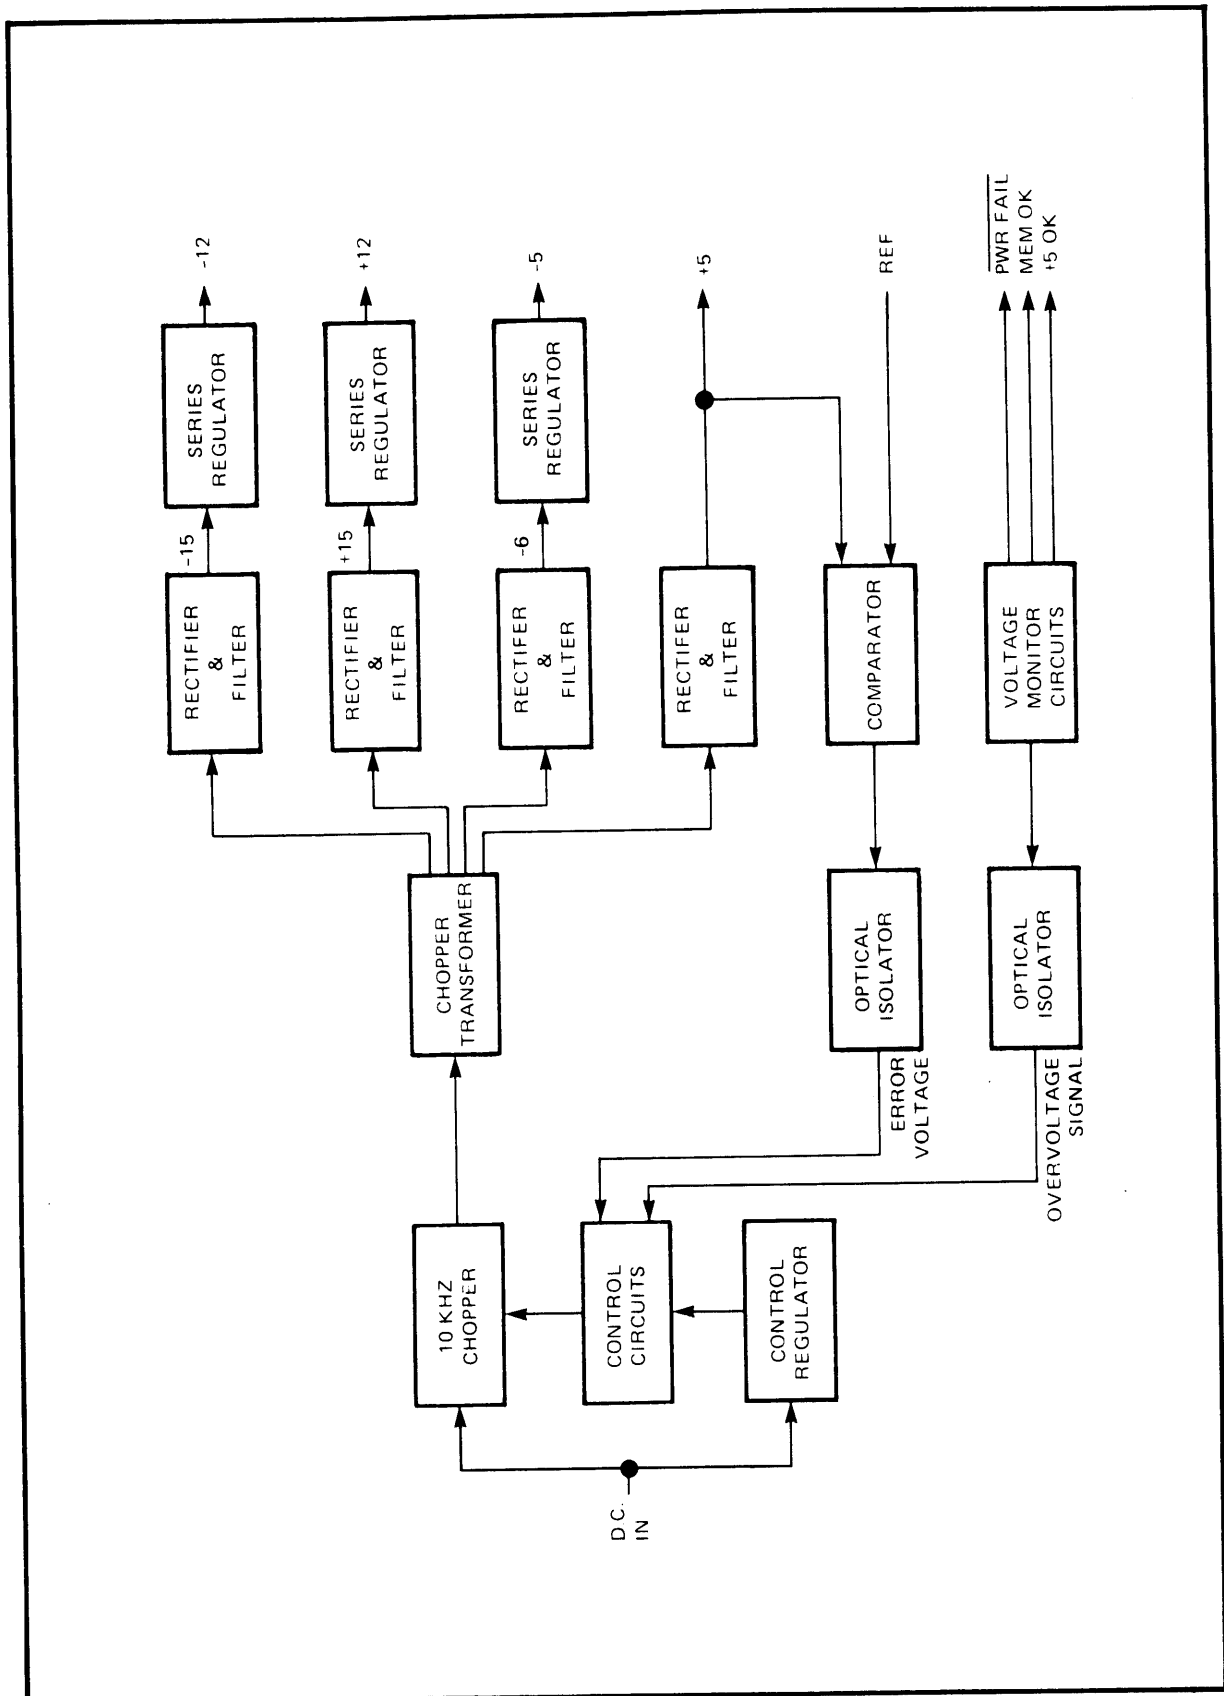 D.C.
IN
10 KHZ
CHOPPER
CONTROL
CIRCUITS
CONTROL
REGULATOR
CHOPPER
TRANSFORMER
RECTIFIER
&
FILTER
-15
SERIES
REGULATOR
-12
RECTIFIER
&
FILTER
+15
SERIES
REGULATOR
+12
RECTIFER
&
FILTER
-6
SERIES
REGULATOR
-5
RECTIFER
&
FILTER
+5
REF
COMPARATOR
OPTICAL
ISOLATOR
ERROR
VOLTAGE
PWR FAIL
MEM OK
+5 OK
VOLTAGE
MONITOR
CIRCUITS
OPTICAL
ISOLATOR
OVERVOLTAGE
SIGNAL